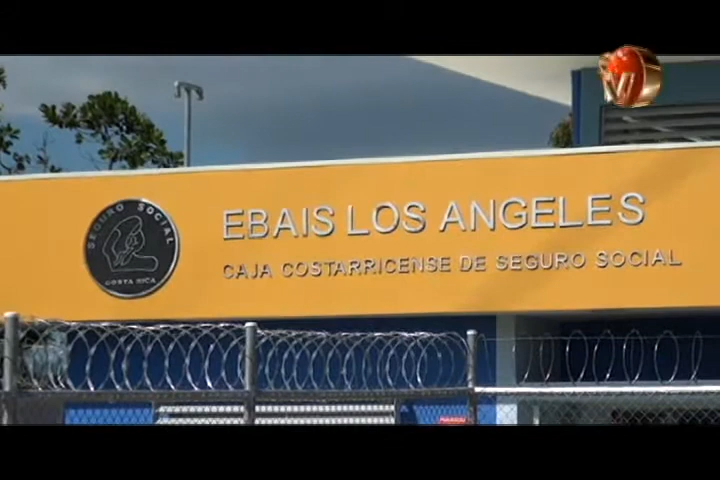 EBAIS LOS ANGELES
CAJA COSTARRICENSE DE SEGURO SOCIAL
SEGURO SOCIAL
COSTA RICA